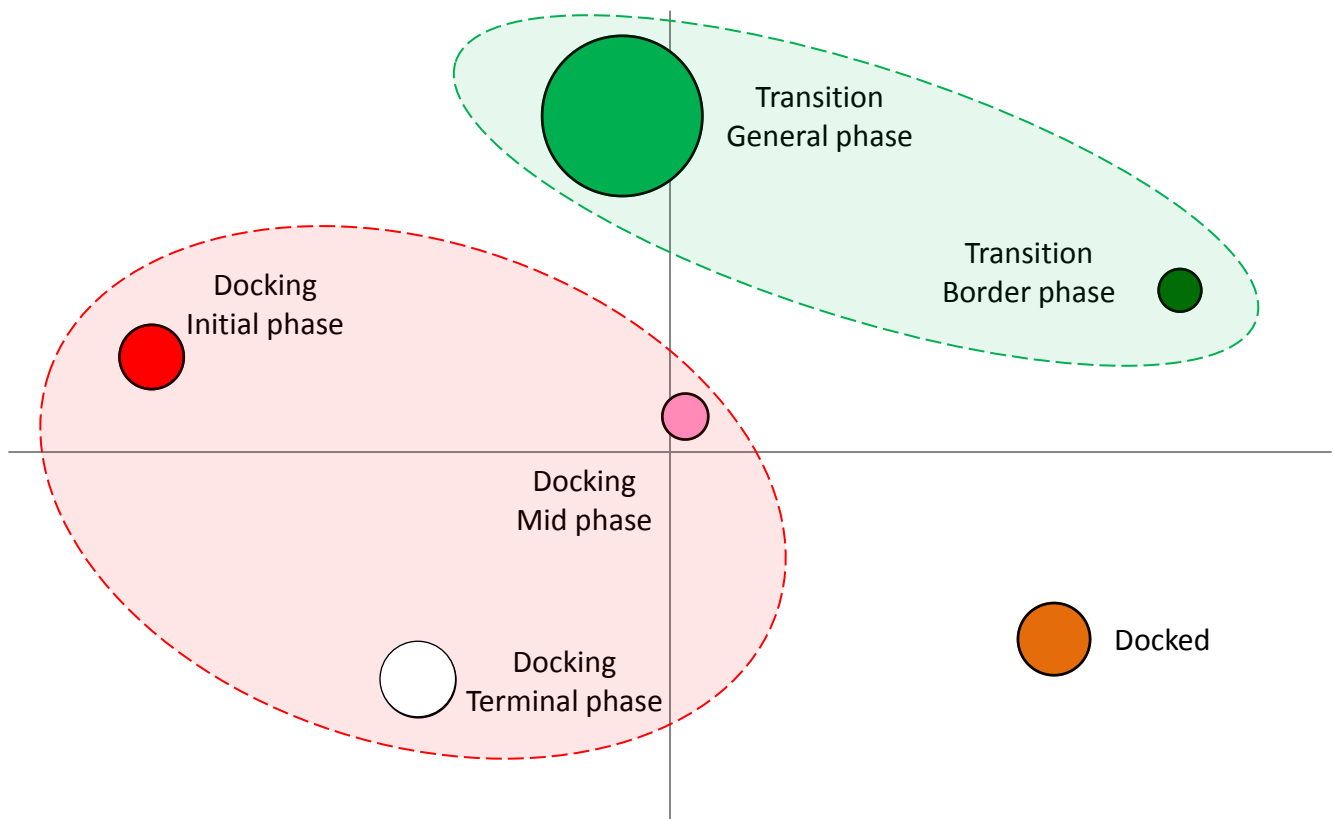 Transition
General phase
Transition
Border phase
Docking
Initial phase
Docking
Mid phase
Docking
Terminal phase
Docked